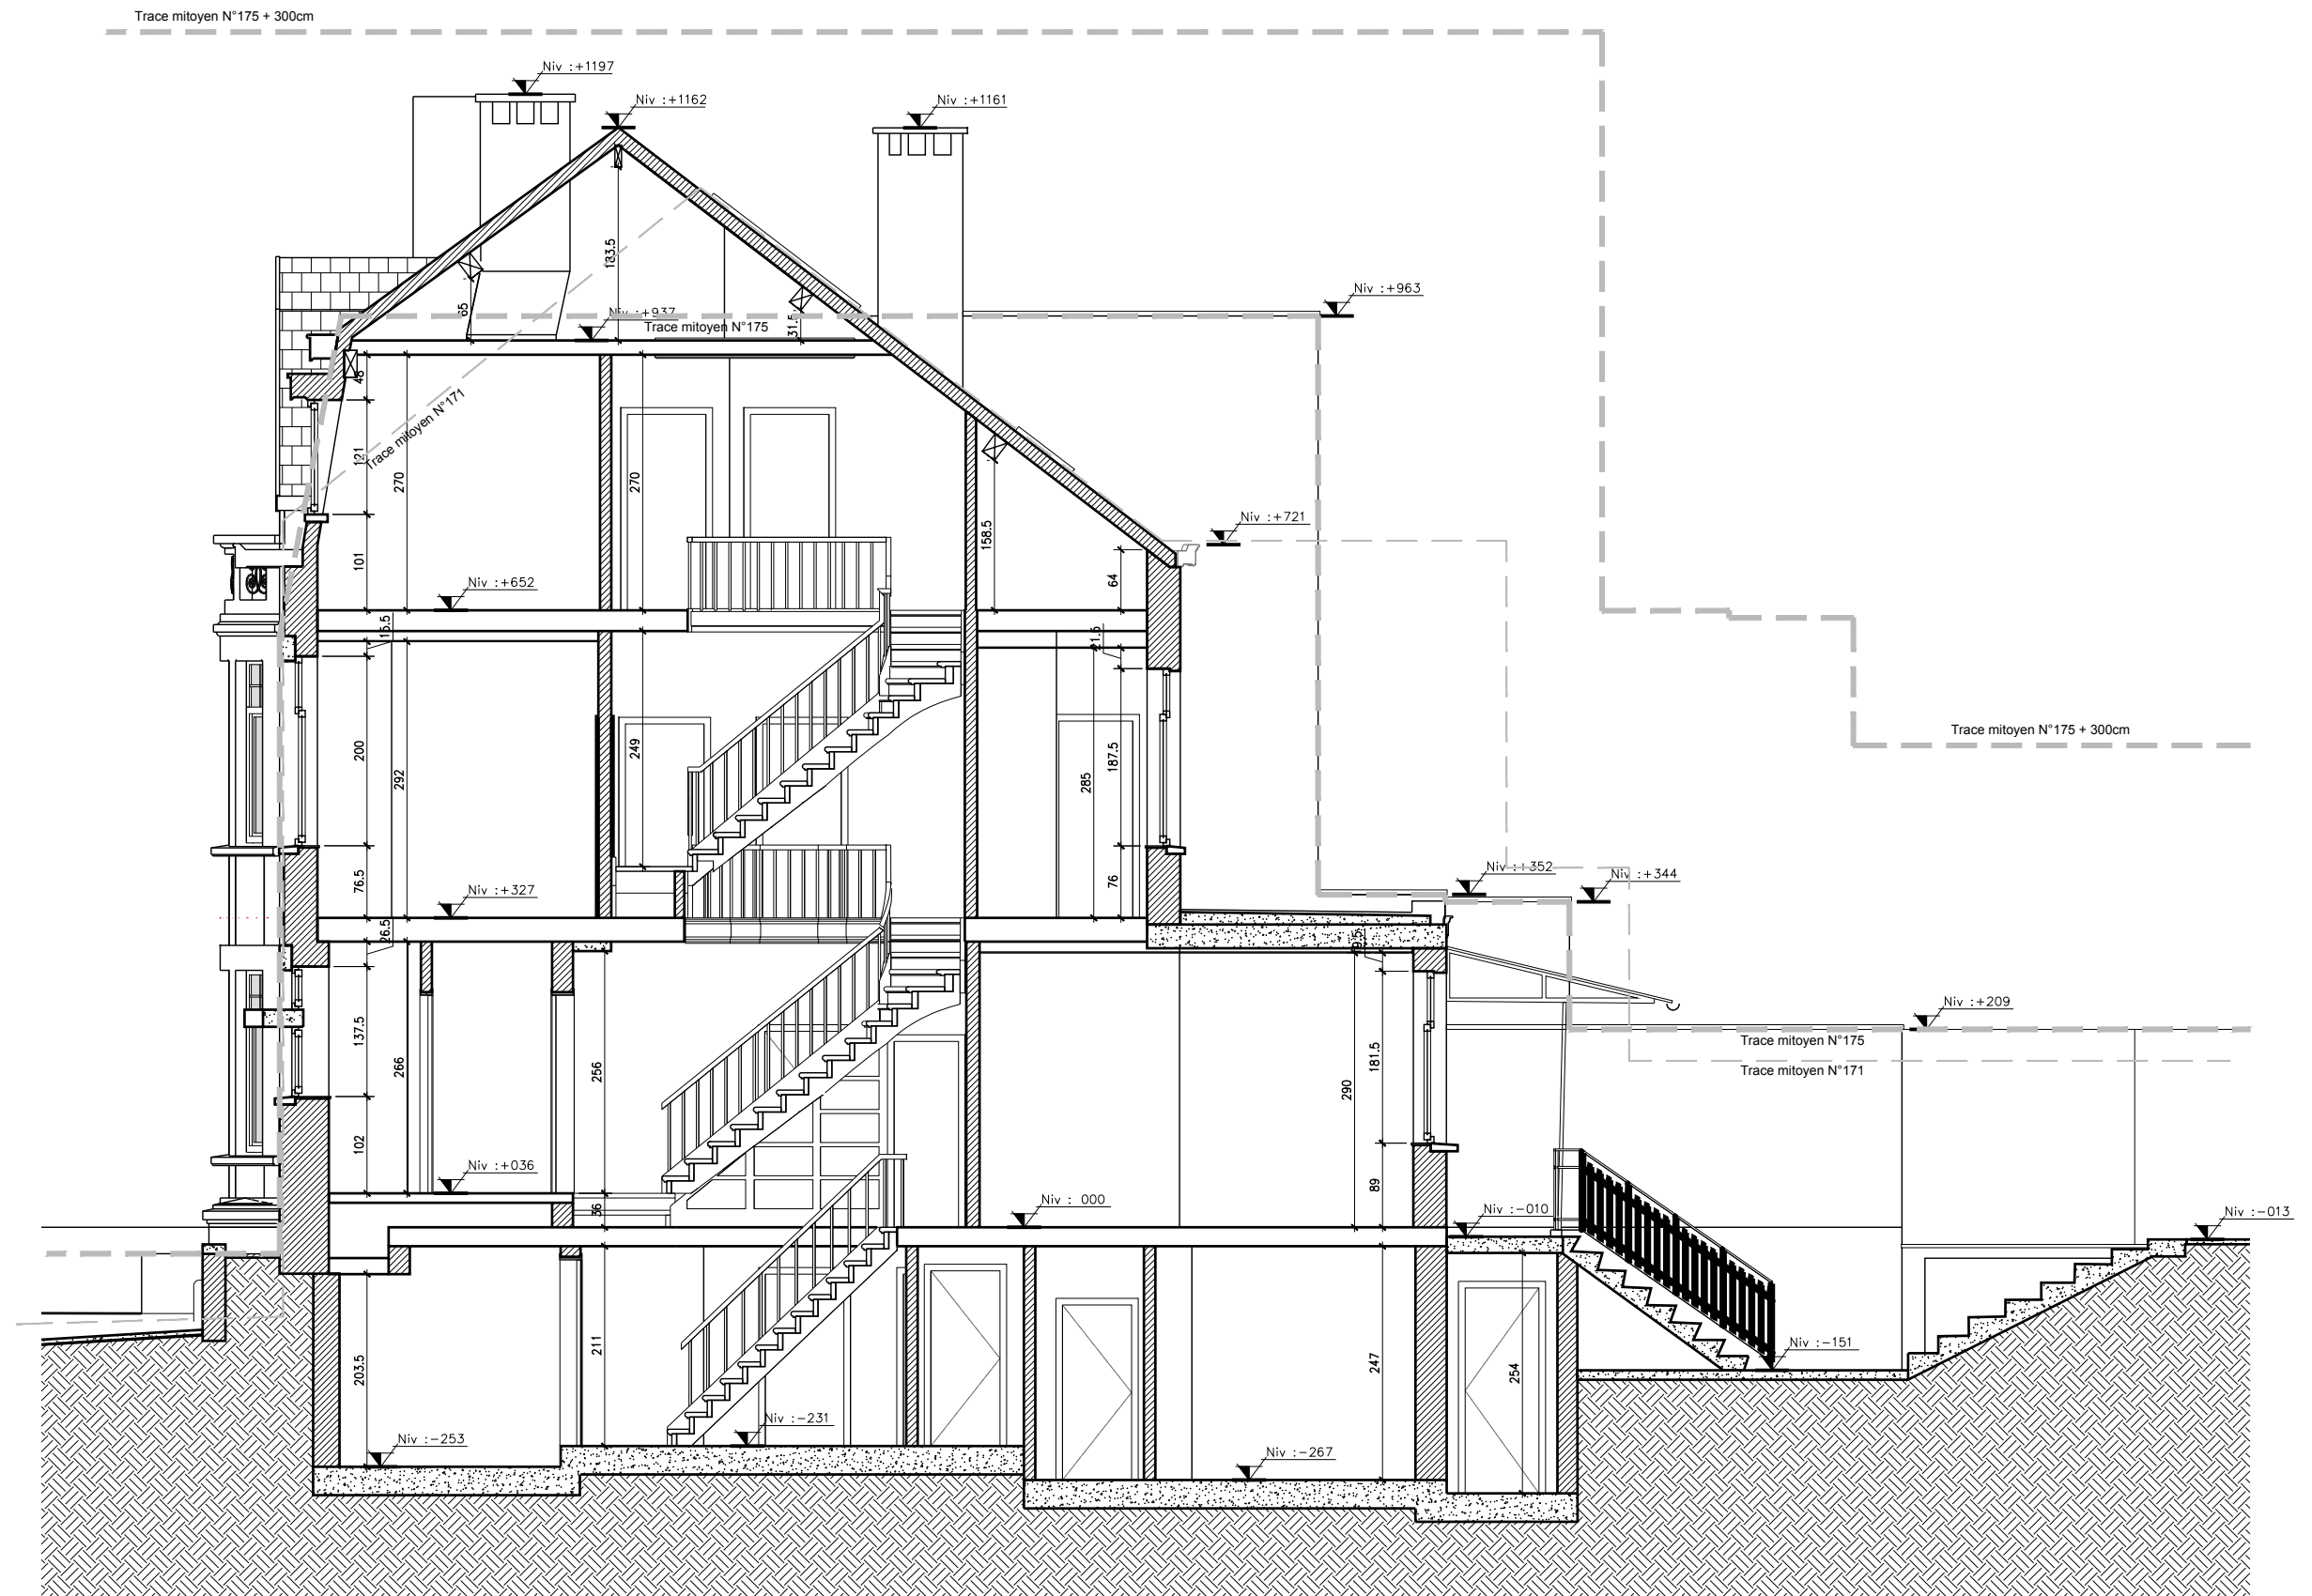 Trace mitoyen N°175 + 300cm
Niv :+1197
Niv :+1162
Niv :+1161
183.5
Niv :+963
65
Niv :+937
Trace mitoyen N°175
31.5
48
Trace mitoyen N°171
121
270
270
Niv :+721
158.5
101
64
Niv :+652
15.5
21.5
Trace mitoyen N°175 + 300cm
200
249
187.5
292
285
Niv :+352
Niv :+344
76.5
76
Niv :+327
26.5
19.5
Niv :+209
137.5
266
256
181.5
Trace mitoyen N°175
290
Trace mitoyen N°171
102
Niv :+036
89
36
Niv : 000
Niv :-010
Niv :-013
211
203.5
247
254
Niv :-151
Niv :-231
Niv :-253
Niv :-267